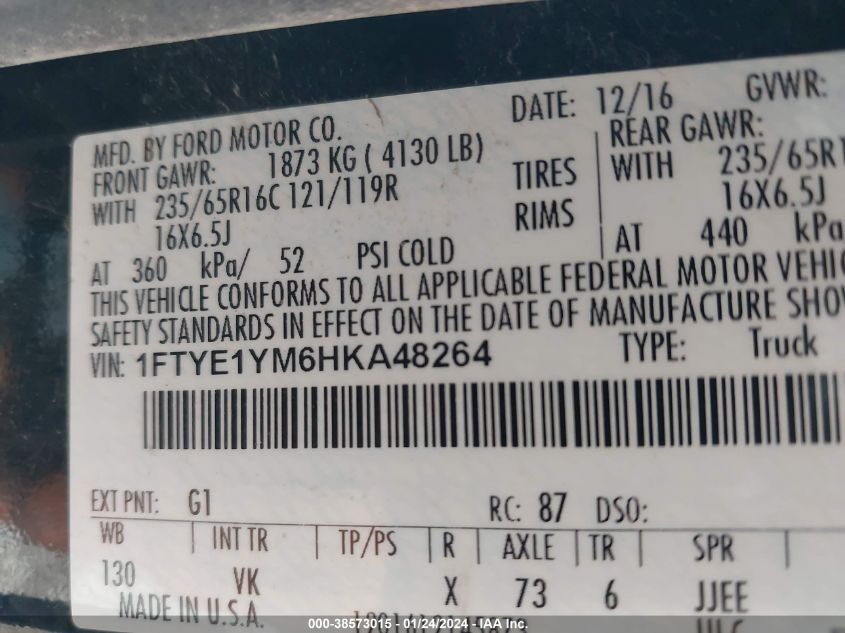 MFD. BY FORD MOTOR CO. DATE: 12/16 GVWR:
FRONT GAWR: 1873 KG ( 4130 LB) REAR GAWR:
WITH 235/65R16C 121/119R TIRES WITH 235/65R1
16X6.5J RIMS 16X6.5J
AT 360 kPa/ 52 PSI COLD AT 440 kPa
THIS VEHICLE CONFORMS TO ALL APPLICABLE FEDERAL MOTOR VEHIC
SAFETY STANDARDS IN EFFECT ON THE DATE OF MANUFACTURE SHO
VIN: 1FTYE1YM6HKA48264 TYPE: Truck
EXT PNT: G1 RC: 87 DSO:
WB INT TR TP/PS R AXLE TR SPR
130 VK X 73 6 JJEE
MADE IN U.S.A.
000-38573015 - 01/24/2024 - IAAI.com